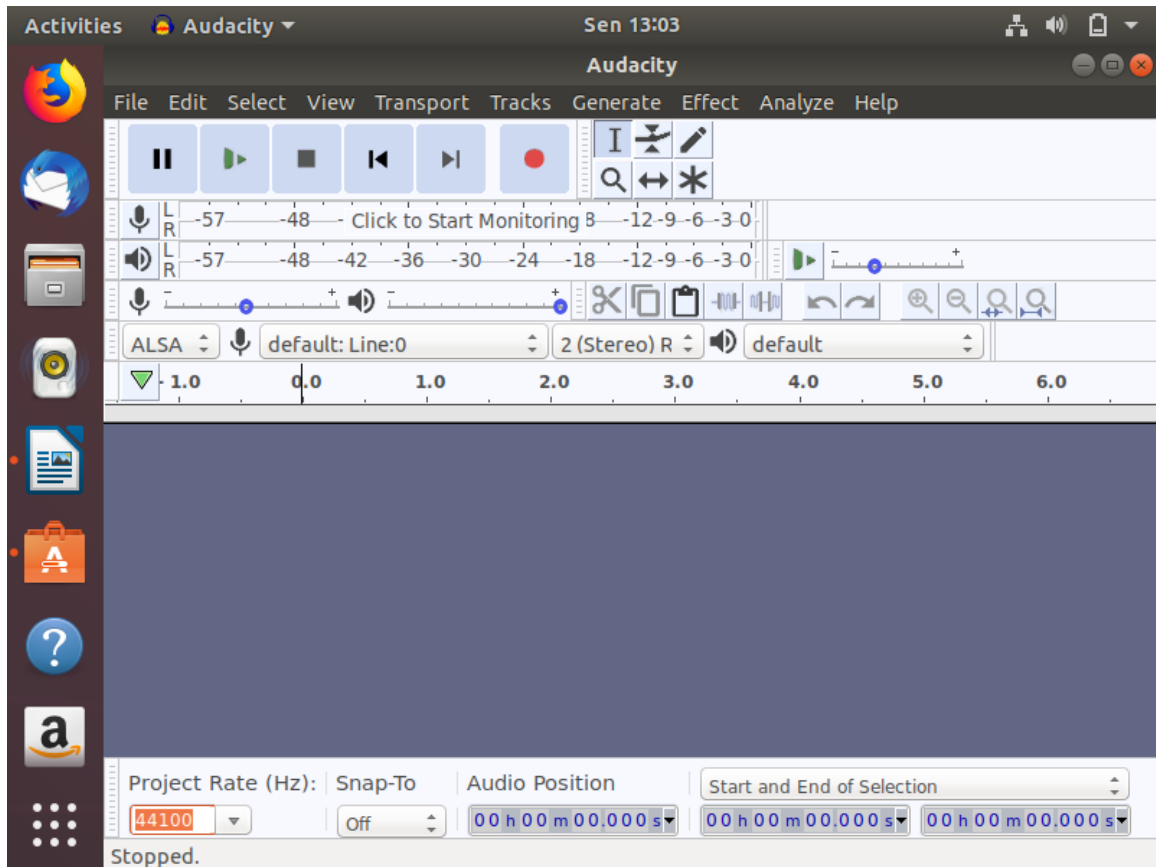 Activities Audacity Sen 13:03
Audacity
File Edit Select View Transport Tracks Generate Effect Analyze Help
L R -57 -48 - Click to Start Monitoring 8 -12 -9 -6 -3 0
L R -57 -48 -42 -36 -30 -24 -18 -12 -9 -6 -3 0 - +
- + - +
ALSA default: Line:0 2 (Stereo) R default
- 1.0 0.0 1.0 2.0 3.0 4.0 5.0 6.0
Project Rate (Hz): Snap-To Audio Position Start and End of Selection
44100 Off 00 h 00 m 00.000 s 00 h 00 m 00.000 s 00 h 00 m 00.000 s
Stopped.